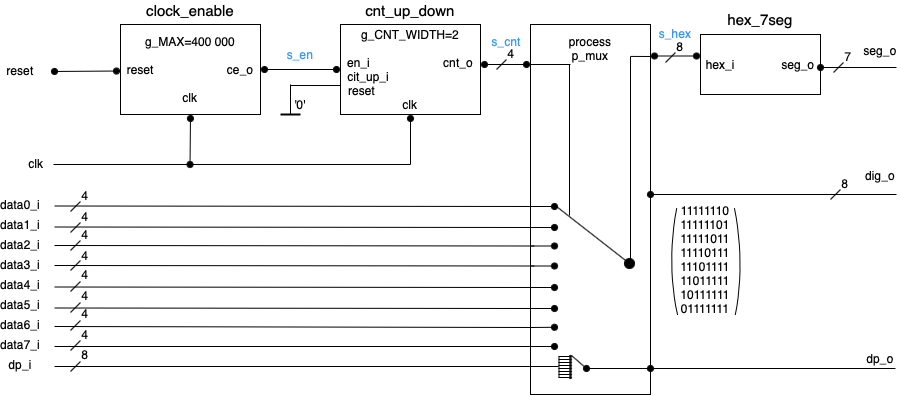 clock_enable
cnt_up_down
hex_7seg
g_MAX=400 000
g_CNT_WIDTH=2
process
p_mux
s_en
s_cnt
s_hex
4
8
7
seg_o
reset
reset
ce_o
en_i
cit_up_i
reset
cnt_o
hex_i
seg_o
clk
'0'
clk
clk
dig_o
8
data0_i
4
data1_i
4
data2_i
4
data3_i
4
data4_i
4
data5_i
4
data6_i
4
data7_i
4
dp_i
8
11111110
11111101
11111011
11110111
11101111
11011111
10111111
01111111
dp_o